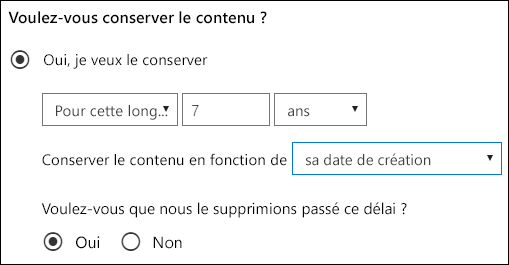 Voulez-vous conserver le contenu ?
Oui, je veux le conserver
Pour cette long... 7 ans
Conserver le contenu en fonction de sa date de création
Voulez-vous que nous le supprimions passé ce délai ?
Oui Non